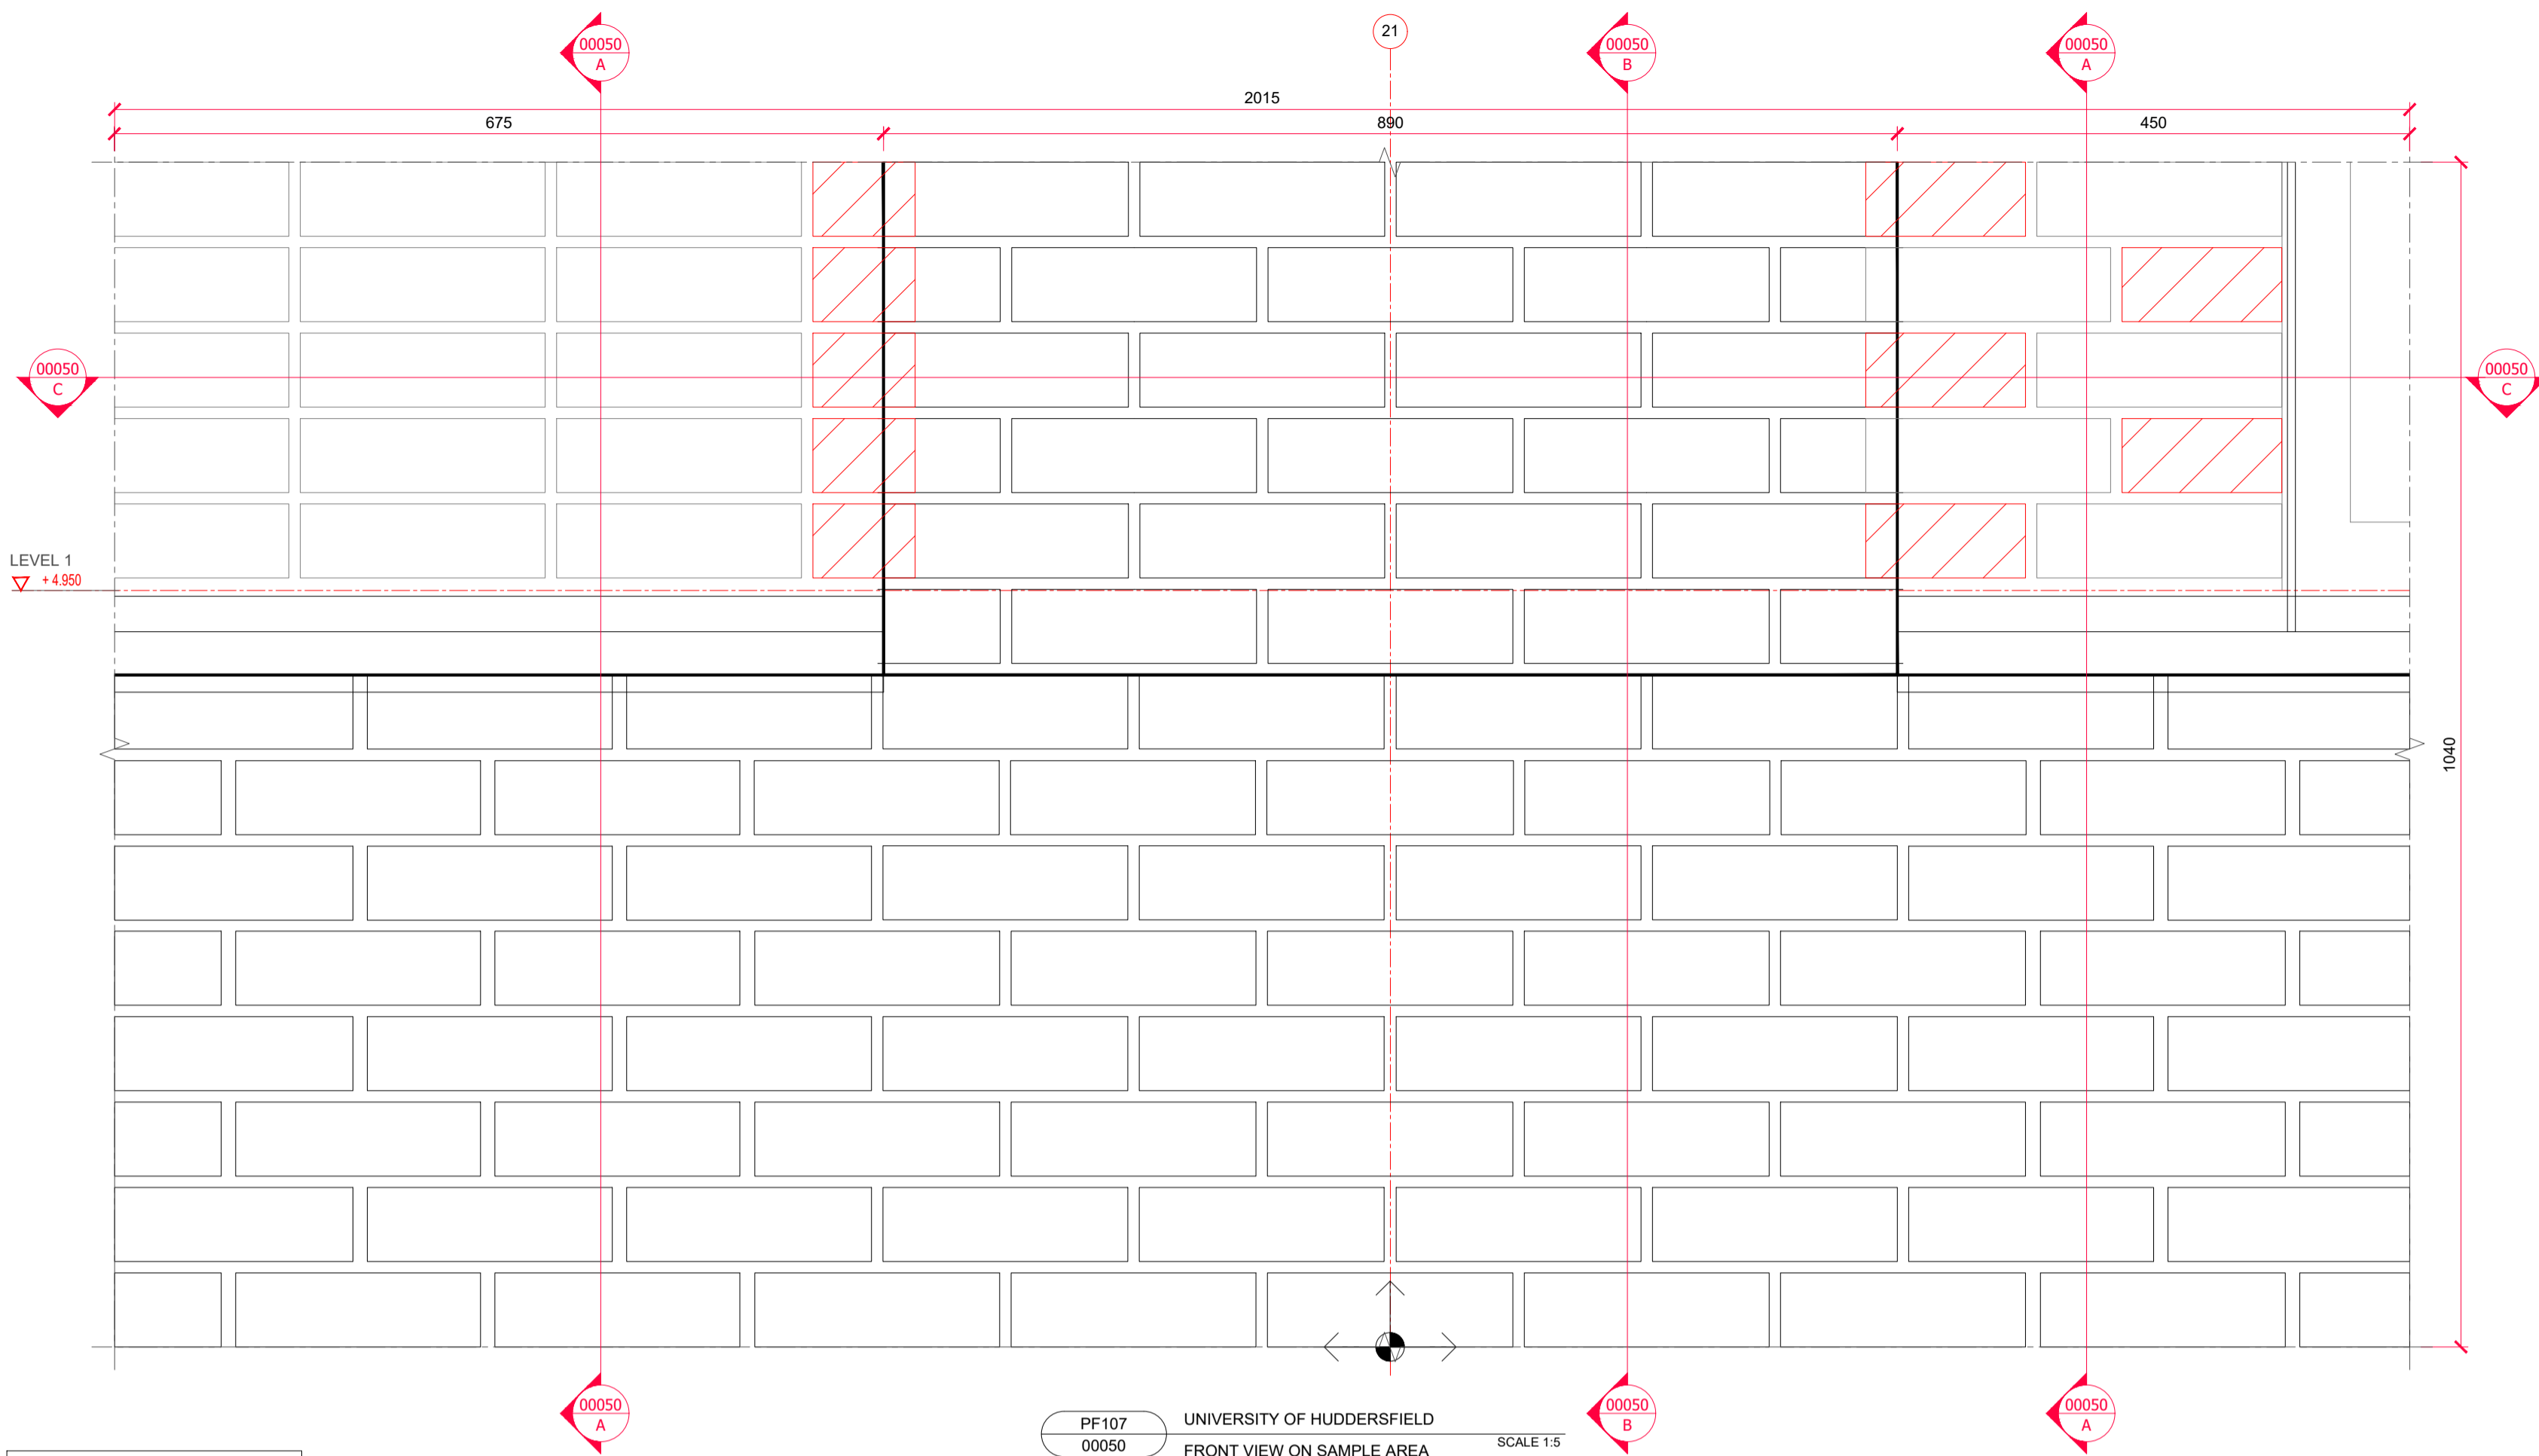 00050
A
21
00050
B
00050
A
2015
675
890
450
00050
C
00050
C
LEVEL 1
+ 4.950
1040
00050
A
00050
B
00050
A
PF107
00050
UNIVERSITY OF HUDDERSFIELD
FRONT VIEW ON SAMPLE AREA
SCALE 1:5